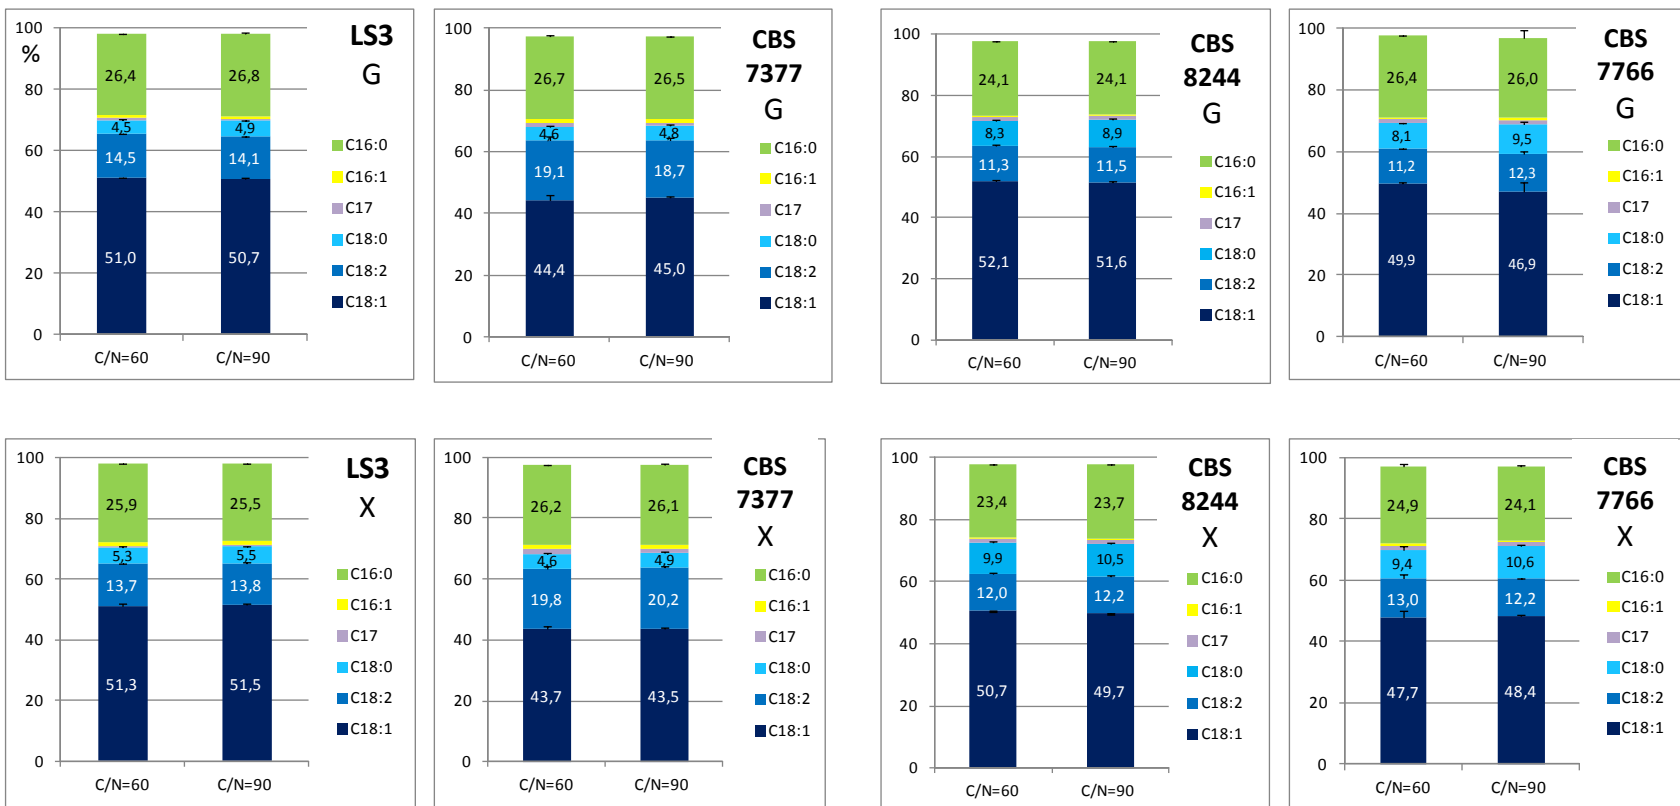 100
%
80
60
40
20
0
26,4
4,5
14,5
51,0
26,8
4,9
14,1
50,7
C/N=60
C/N=90
LS3
G
C16:0
C16:1
C17
C18:0
C18:2
C18:1
100
80
60
40
20
0
26,7
4,6
19,1
44,4
26,5
4,8
18,7
45,0
C/N=60
C/N=90
CBS
7377
G
C16:0
C16:1
C17
C18:0
C18:2
C18:1
100
80
60
40
20
0
24,1
8,3
11,3
52,1
24,1
8,9
11,5
51,6
C/N=60
C/N=90
CBS
8244
G
C16:0
C16:1
C17
C18:0
C18:2
C18:1
100
80
60
40
20
0
26,4
8,1
11,2
49,9
26,0
9,5
12,3
46,9
C/N=60
C/N=90
CBS
7766
G
C16:0
C16:1
C17
C18:0
C18:2
C18:1
100
80
60
40
20
0
25,9
5,3
13,7
51,3
25,5
5,5
13,8
51,5
C/N=60
C/N=90
LS3
X
C16:0
C16:1
C17
C18:0
C18:2
C18:1
100
80
60
40
20
0
26,2
4,6
19,8
43,7
26,1
4,9
20,2
43,5
C/N=60
C/N=90
CBS
7377
X
C16:0
C16:1
C17
C18:0
C18:2
C18:1
100
80
60
40
20
0
23,4
9,9
12,0
50,7
23,7
10,5
12,2
49,7
C/N=60
C/N=90
CBS
8244
X
C16:0
C16:1
C17
C18:0
C18:2
C18:1
100
80
60
40
20
0
24,9
9,4
13,0
47,7
24,1
10,6
12,2
48,4
C/N=60
C/N=90
CBS
7766
X
C16:0
C16:1
C17
C18:0
C18:2
C18:1